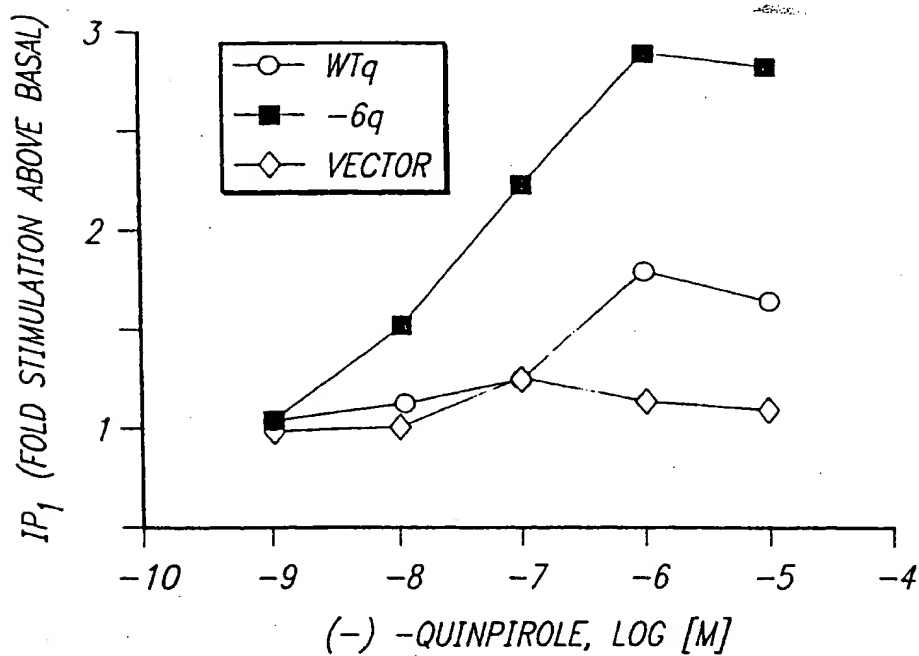 IP1 (FOLD STIMULATION ABOVE BASAL)
3
2
1
WTq
-6q
VECTOR
-10
-9
-8
-7
-6
-5
-4
(-) -QUINPIROLE, LOG [M]